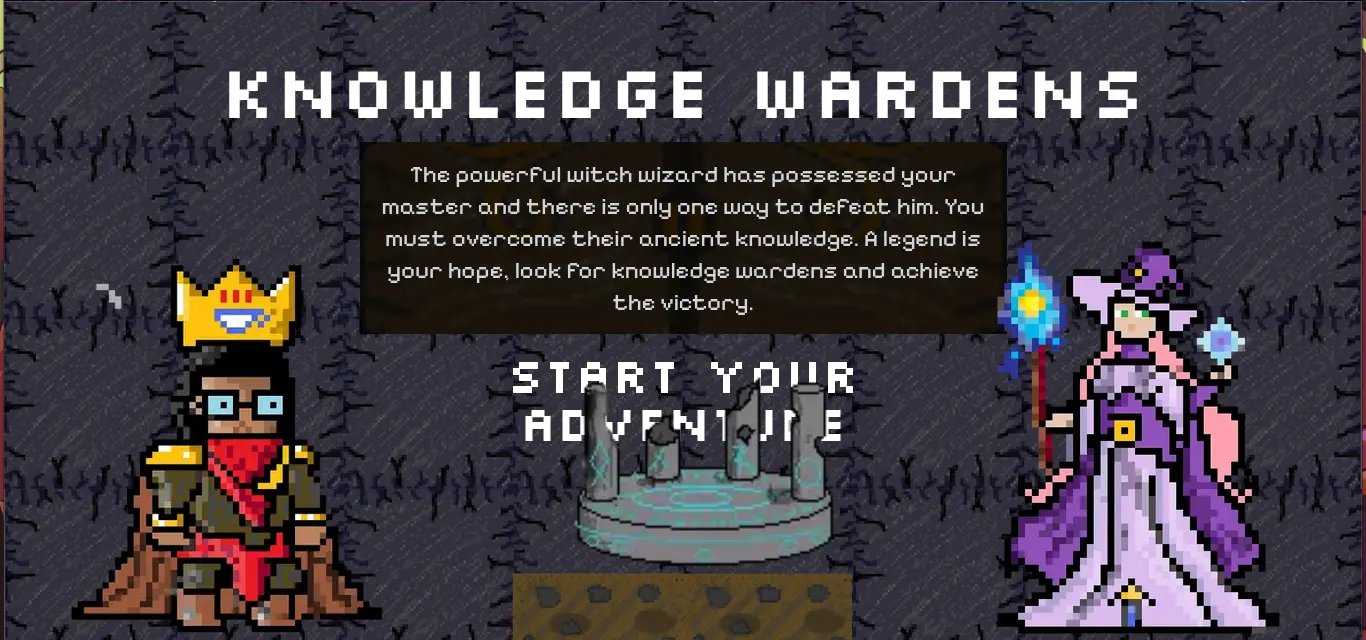 KNOWLEDGE WARDENS
The powerful witch wizard has possessed your
master and there is only one way to defeat him. You
must overcome their ancient knowledge. A legend is
your hope, look for knowledge wardens and achieve
the victory.
START YOUR
ADVENTURE